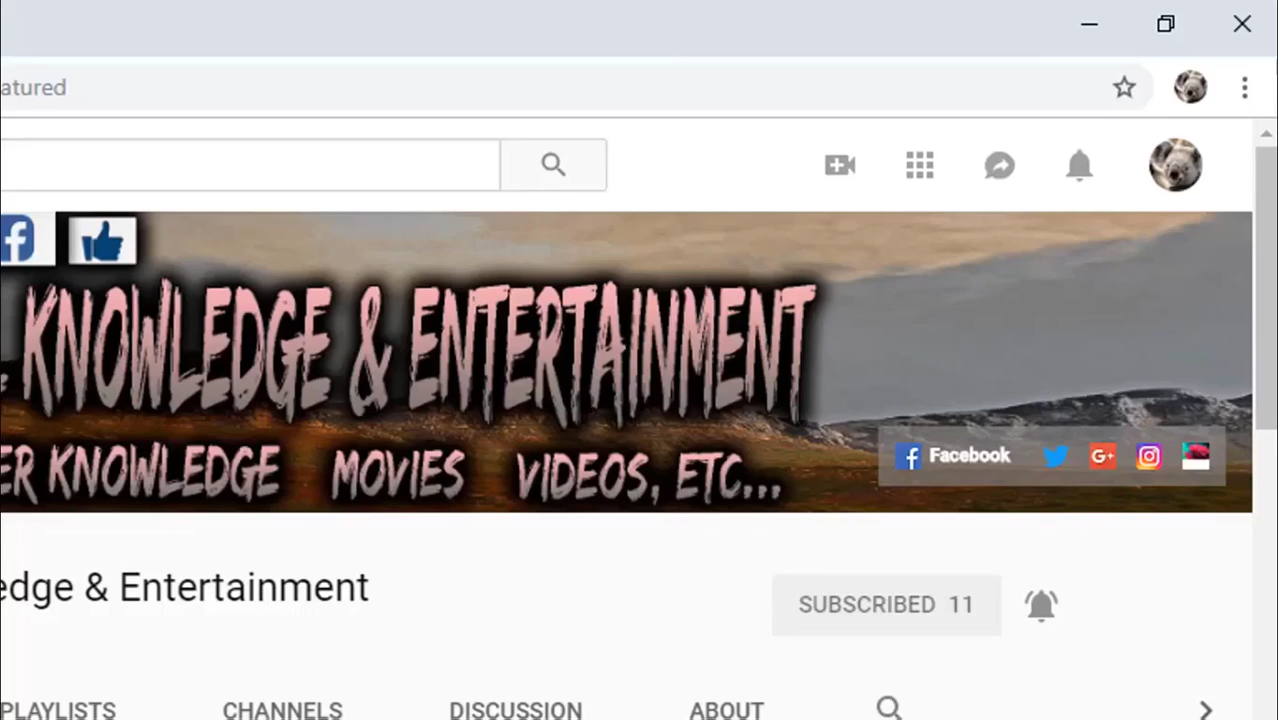 atured
KNOWLEDGE & ENTERTAINMENT
ER KNOWLEDGE MOVIES VIDEOS, ETC...
Facebook
edge & Entertainment
SUBSCRIBED 11
PLAYLISTS CHANNELS DISCUSSION ABOUT